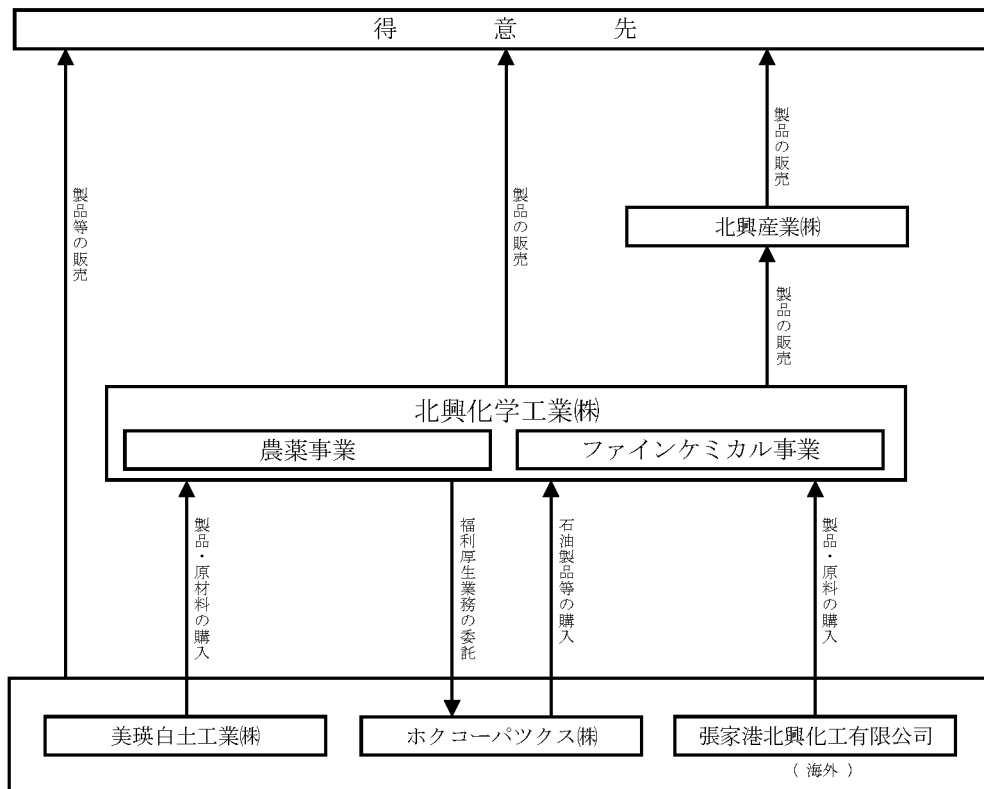 得意先
製品等の販売
製品の販売
製品の販売
北興産業㈱
製品の販売
北興化学工業㈱
農薬事業
ファインケミカル事業
製品・原材料の購入
福利厚生業務の委託
石油製品等の購入
製品・原料の購入
美瑛白土工業㈱
ホクコーパツクス㈱
張家港北興化工有限公司
（海外）